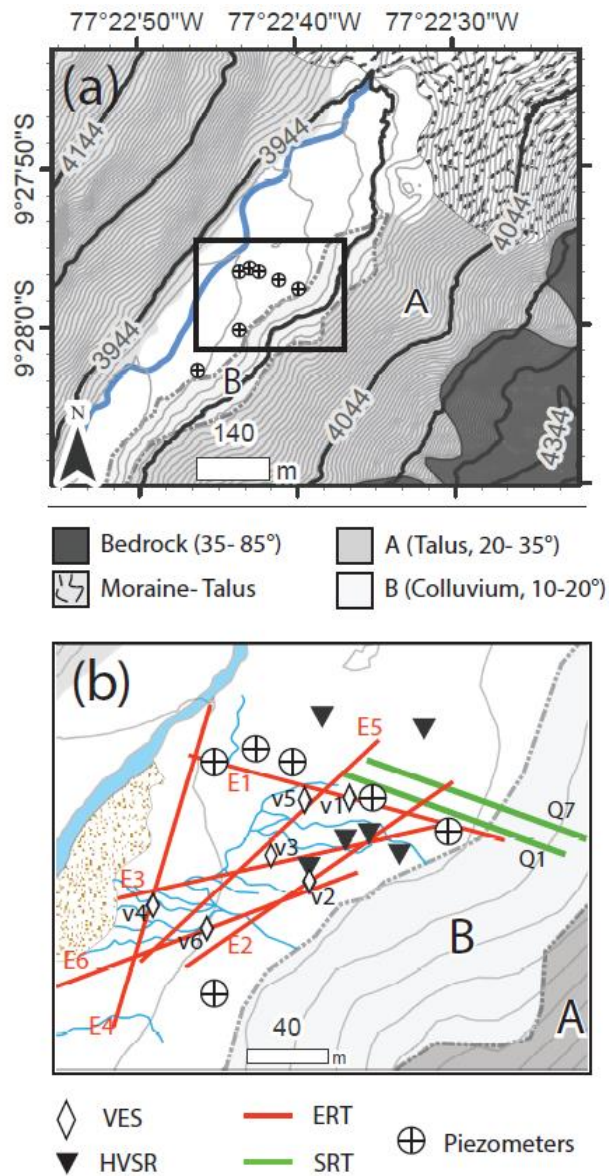 77°22'50"W 77°22'40"W 77°22'30"W
(a)
4144
3944
9°27'50"S
4044
A
9°28'0"S
3944
B
N
140
m
4044
4344
Bedrock (35- 85°)
A (Talus, 20- 35°)
Moraine- Talus
B (Colluvium, 10-20°)
(b)
E5
E1
v5
v1
Q7
v3
Q1
E3
v4
v2
v6
E2
B
E6
E4
40
m
A
VES
ERT
Piezometers
HVSR
SRT